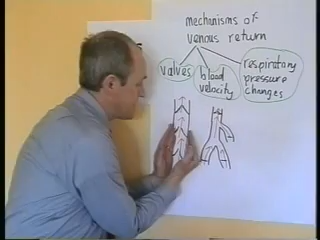 mechanisms of
venous return
valves
blood
velocity
respiratory
pressure
changes